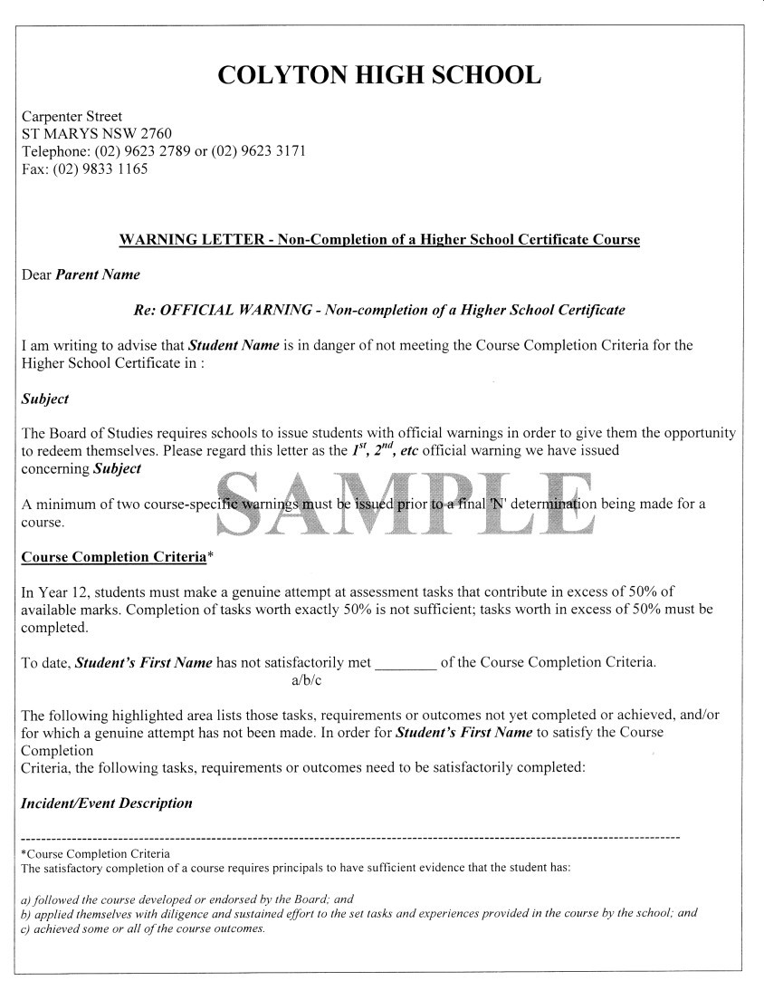 COLYTON HIGH SCHOOL
Carpenter Street
ST MARYS NSW 2760
Telephone: (02) 9623 2789 or (02) 9623 3171
Fax: (02) 9833 1165
WARNING LETTER - Non-Completion of a Higher School Certificate Course
Dear Parent Name
Re: OFFICIAL WARNING - Non-completion of a Higher School Certificate
I am writing to advise that Student Name is in danger of not meeting the Course Completion Criteria for the
Higher School Certificate in :
Subject
The Board of Studies requires schools to issue students with official warnings in order to give them the opportunity
to redeem themselves. Please regard this letter as the 1st, 2nd, etc official warning we have issued
concerning Subject
SAMPLE
A minimum of two course-specific warnings must be issued prior to a final 'N' determination being made for a
course.
Course Completion Criteria*
In Year 12, students must make a genuine attempt at assessment tasks that contribute in excess of 50% of
available marks. Completion of tasks worth exactly 50% is not sufficient; tasks worth in excess of 50% must be
completed.
To date, Student's First Name has not satisfactorily met ________ of the Course Completion Criteria.
a/b/c
The following highlighted area lists those tasks, requirements or outcomes not yet completed or achieved, and/or
for which a genuine attempt has not been made. In order for Student's First Name to satisfy the Course
Completion
Criteria, the following tasks, requirements or outcomes need to be satisfactorily completed:
Incident/Event Description
*Course Completion Criteria
The satisfactory completion of a course requires principals to have sufficient evidence that the student has:
a) followed the course developed or endorsed by the Board; and
b) applied themselves with diligence and sustained effort to the set tasks and experiences provided in the course by the school; and
c) achieved some or all of the course outcomes.